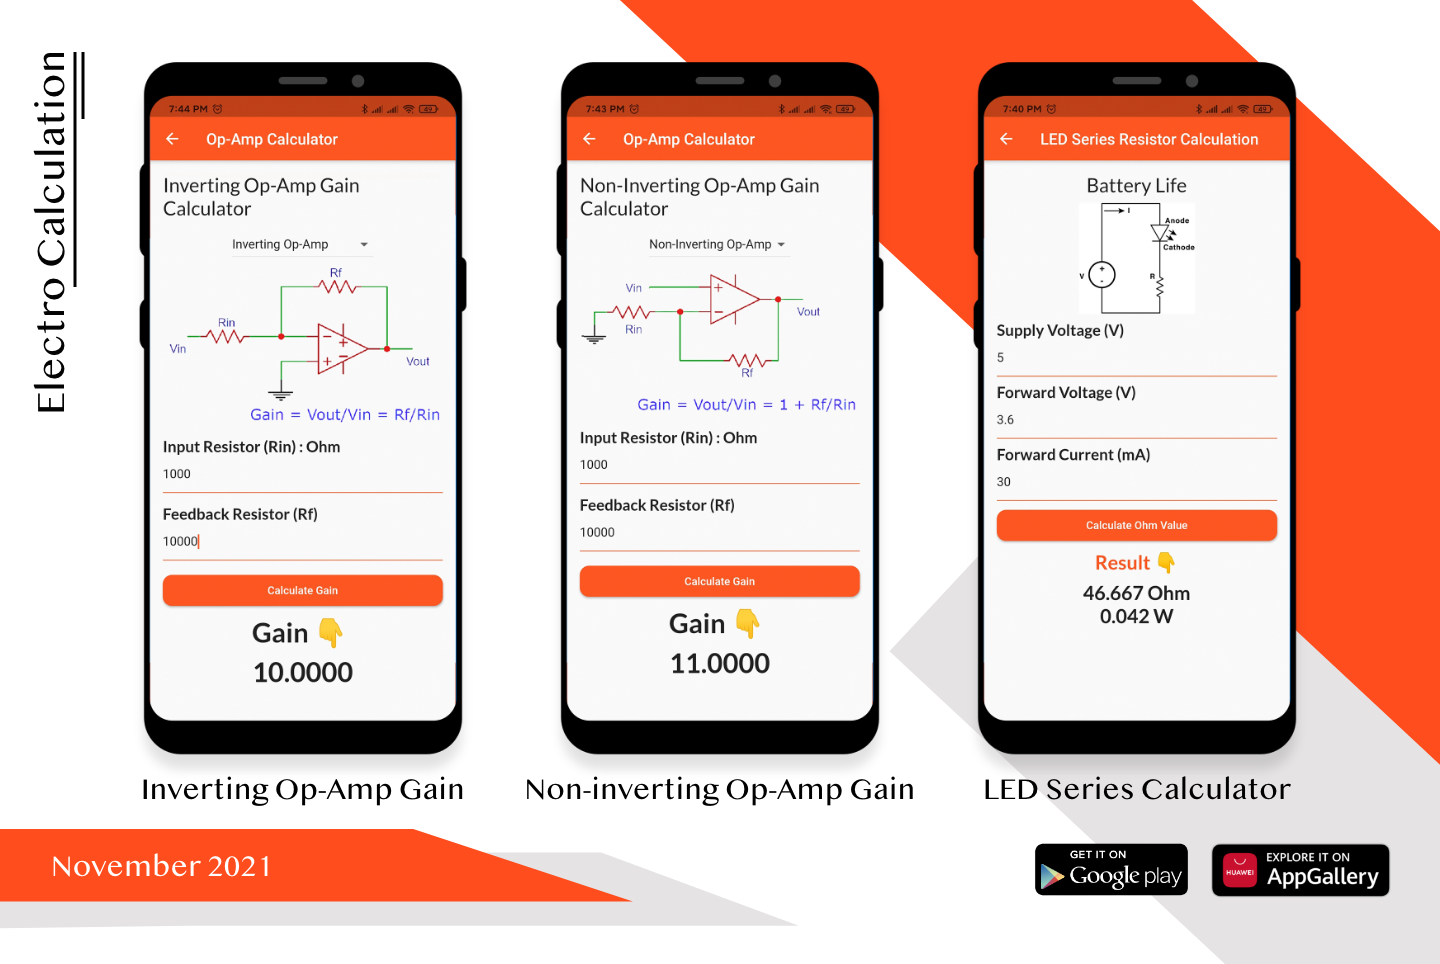 Electro Calculation
7:44 PM
49
Op-Amp Calculator
Inverting Op-Amp Gain
Calculator
Inverting Op-Amp
Rf
Rin
Vin
Vout
Gain = Vout/Vin = Rf/Rin
Input Resistor (Rin) : Ohm
1000
Feedback Resistor (Rf)
10000
Calculate Gain
Gain 👇
10.0000
Inverting Op-Amp Gain
7:43 PM
49
Op-Amp Calculator
Non-Inverting Op-Amp Gain
Calculator
Non-Inverting Op-Amp
Vin
Rin
Vout
Rf
Gain = Vout/Vin = 1 + Rf/Rin
Input Resistor (Rin) : Ohm
1000
Feedback Resistor (Rf)
10000
Calculate Gain
Gain 👇
11.0000
Non-inverting Op-Amp Gain
7:40 PM
49
LED Series Resistor Calculation
Battery Life
I
Anode
Cathode
V
R
Supply Voltage (V)
5
Forward Voltage (V)
3.6
Forward Current (mA)
30
Calculate Ohm Value
Result 👇
46.667 Ohm
0.042 W
LED Series Calculator
November 2021
GET IT ON
Google play
HUAWEI
EXPLORE IT ON
AppGallery